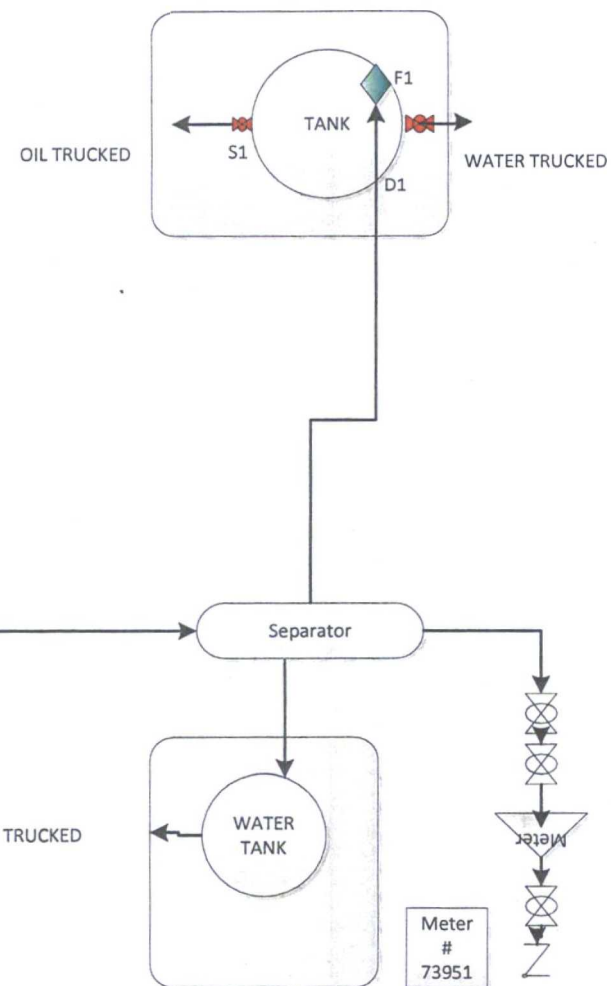 F1
TANK
OIL TRUCKED
S1
WATER TRUCKED
D1
Separator
TRUCKED
WATER
TANK
Meter
Meter
#
73951